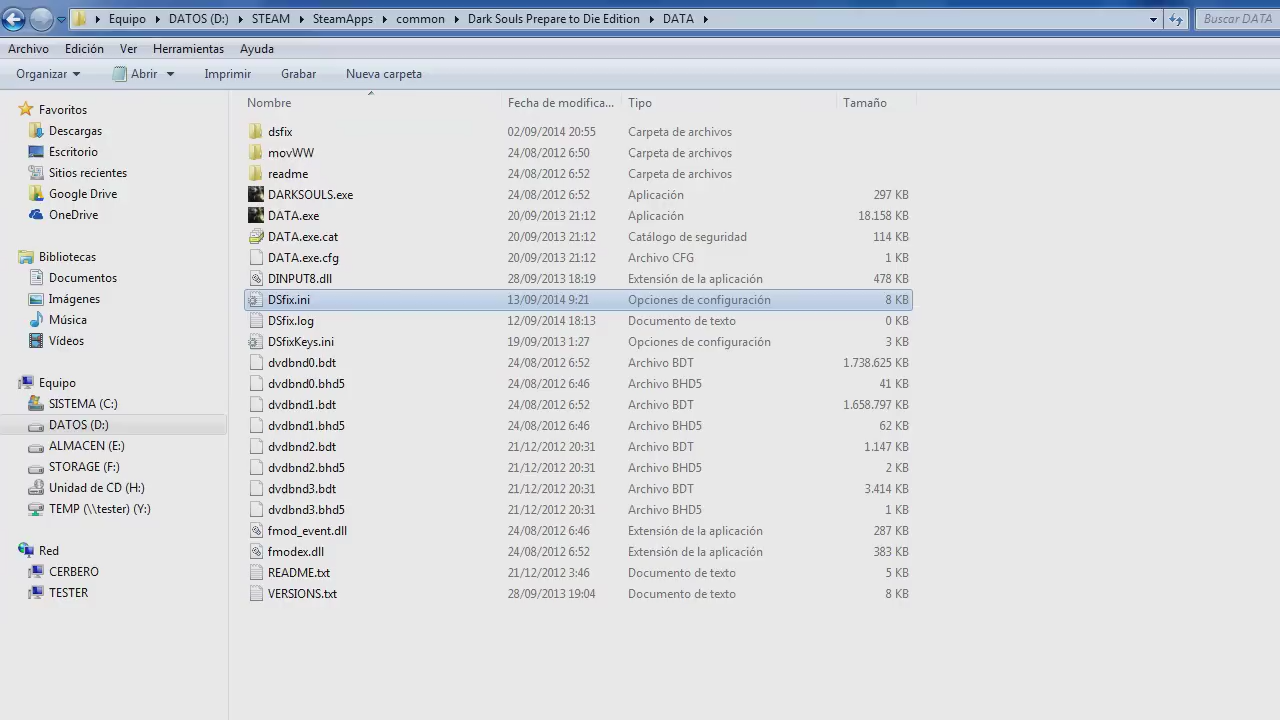 Equipo DATOS (D:) STEAM SteamApps common Dark Souls Prepare to Die Edition DATA Buscar DATA
Archivo Edición Ver Herramientas Ayuda
Organizar Abrir Imprimir Grabar Nueva carpeta
Favoritos
Descargas
Escritorio
Sitios recientes
Google Drive
OneDrive
Bibliotecas
Documentos
Imágenes
Música
Vídeos
Equipo
SISTEMA (C:)
DATOS (D:)
ALMACEN (E:)
STORAGE (F:)
Unidad de CD (H:)
TEMP (\\tester) (Y:)
Red
CERBERO
TESTER
Nombre Fecha de modifica... Tipo Tamaño
dsfix 02/09/2014 20:55 Carpeta de archivos
movWW 24/08/2012 6:50 Carpeta de archivos
readme 24/08/2012 6:52 Carpeta de archivos
DARKSOULS.exe 24/08/2012 6:52 Aplicación 297 KB
DATA.exe 20/09/2013 21:12 Aplicación 18.158 KB
DATA.exe.cat 20/09/2013 21:12 Catálogo de seguridad 114 KB
DATA.exe.cfg 20/09/2013 21:12 Archivo CFG 1 KB
DINPUT8.dll 28/09/2013 18:19 Extensión de la aplicación 478 KB
DSfix.ini 13/09/2014 9:21 Opciones de configuración 8 KB
DSfix.log 12/09/2014 18:13 Documento de texto 0 KB
DSfixKeys.ini 19/09/2013 1:27 Opciones de configuración 3 KB
dvdbnd0.bdt 24/08/2012 6:52 Archivo BDT 1.738.625 KB
dvdbnd0.bhd5 24/08/2012 6:46 Archivo BHD5 41 KB
dvdbnd1.bdt 24/08/2012 6:52 Archivo BDT 1.658.797 KB
dvdbnd1.bhd5 24/08/2012 6:46 Archivo BHD5 62 KB
dvdbnd2.bdt 21/12/2012 20:31 Archivo BDT 1.147 KB
dvdbnd2.bhd5 21/12/2012 20:31 Archivo BHD5 2 KB
dvdbnd3.bdt 21/12/2012 20:31 Archivo BDT 3.414 KB
dvdbnd3.bhd5 21/12/2012 20:31 Archivo BHD5 1 KB
fmod_event.dll 24/08/2012 6:46 Extensión de la aplicación 287 KB
fmodex.dll 24/08/2012 6:52 Extensión de la aplicación 383 KB
README.txt 21/12/2012 3:46 Documento de texto 5 KB
VERSIONS.txt 28/09/2013 19:04 Documento de texto 8 KB